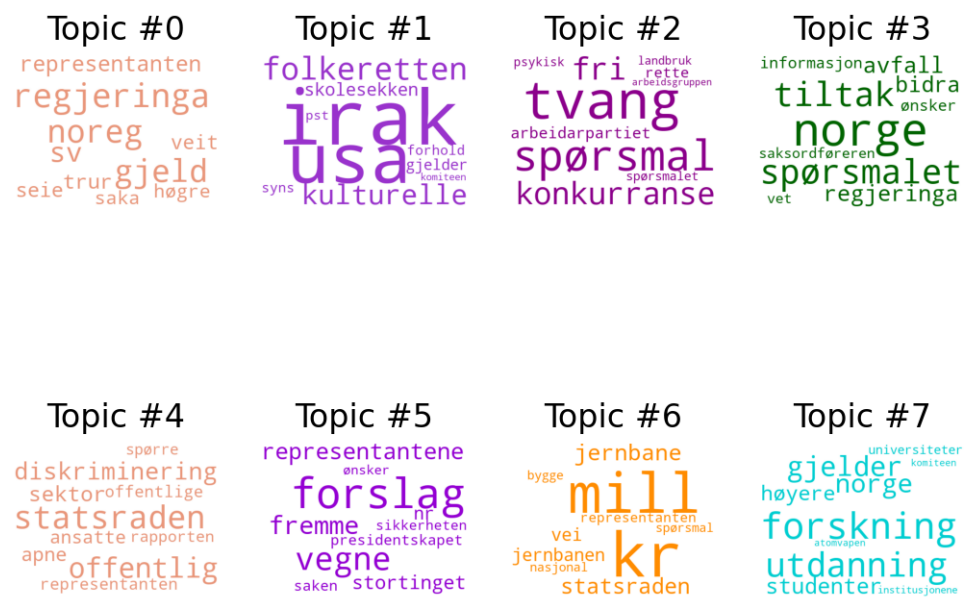 Topic #0
representanten
regjeringa
noreg
veit
sv
gjeld
trur
seie
høgre
saka
Topic #1
folkeretten
skolesekken
irak
pst
usa
forhold
gjelder
komiteen
syns
kulturelle
Topic #2
psykisk
fri
landbruk
rette
arbeidsgruppen
tvang
arbeidarpartiet
spørsmal
spørsmalet
konkurranse
Topic #3
informasjon
avfall
tiltak
bidra
ønsker
norge
saksordføreren
spørsmalet
vet
regjeringa
Topic #4
spørre
diskriminering
sektor
offentlige
statsraden
ansatte
rapporten
apne
offentlig
representanten
Topic #5
representantene
ønsker
forslag
nr
fremme
sikkerheten
presidentskapet
vegne
saken
stortinget
Topic #6
jernbane
bygge
mill
representanten
spørsmal
vei
kr
jernbanen
nasjonal
statsraden
Topic #7
universiteter
komiteen
gjelder
norge
høyere
forskning
atomvapen
utdanning
studenter
institusjonene